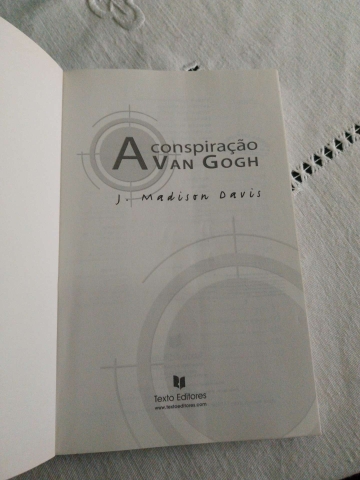 A conspiração
VAN GOGH
J. Madison Davis
Texto Editores
www.textoeditores.com